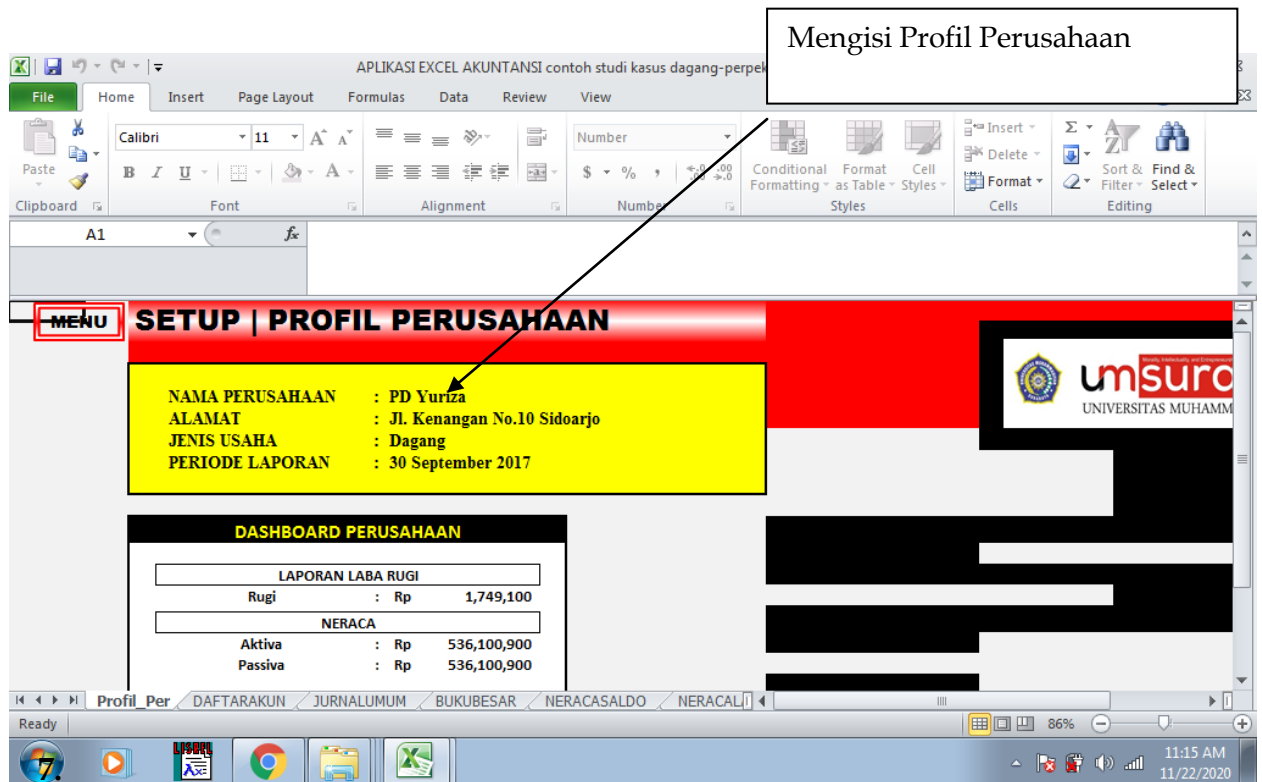 Mengisi Profil Perusahaan
APLIKASI EXCEL AKUNTANSI contoh studi kasus dagang-perpek
File Home Insert Page Layout Formulas Data Review View
Calibri 11 Number
Paste
Insert
Delete
Format
Conditional Formatting Format as Table Cell Styles
Sort & Filter Find & Select
Clipboard Font Alignment Number Styles Cells Editing
A1 fx
MENU SETUP | PROFIL PERUSAHAAN
NAMA PERUSAHAAN : PD Yuriza
ALAMAT : Jl. Kenangan No.10 Sidoarjo
JENIS USAHA : Dagang
PERIODE LAPORAN : 30 September 2017
umsurc
UNIVERSITAS MUHAMM
DASHBOARD PERUSAHAAN
LAPORAN LABA RUGI
Rugi : Rp 1,749,100
NERACA
Aktiva : Rp 536,100,900
Passiva : Rp 536,100,900
Profil_Per DAFTARAKUN JURNALUMUM BUKUBESAR NERACASALDO NERACALA
Ready 86%
LISREL
11:15 AM
11/22/2020